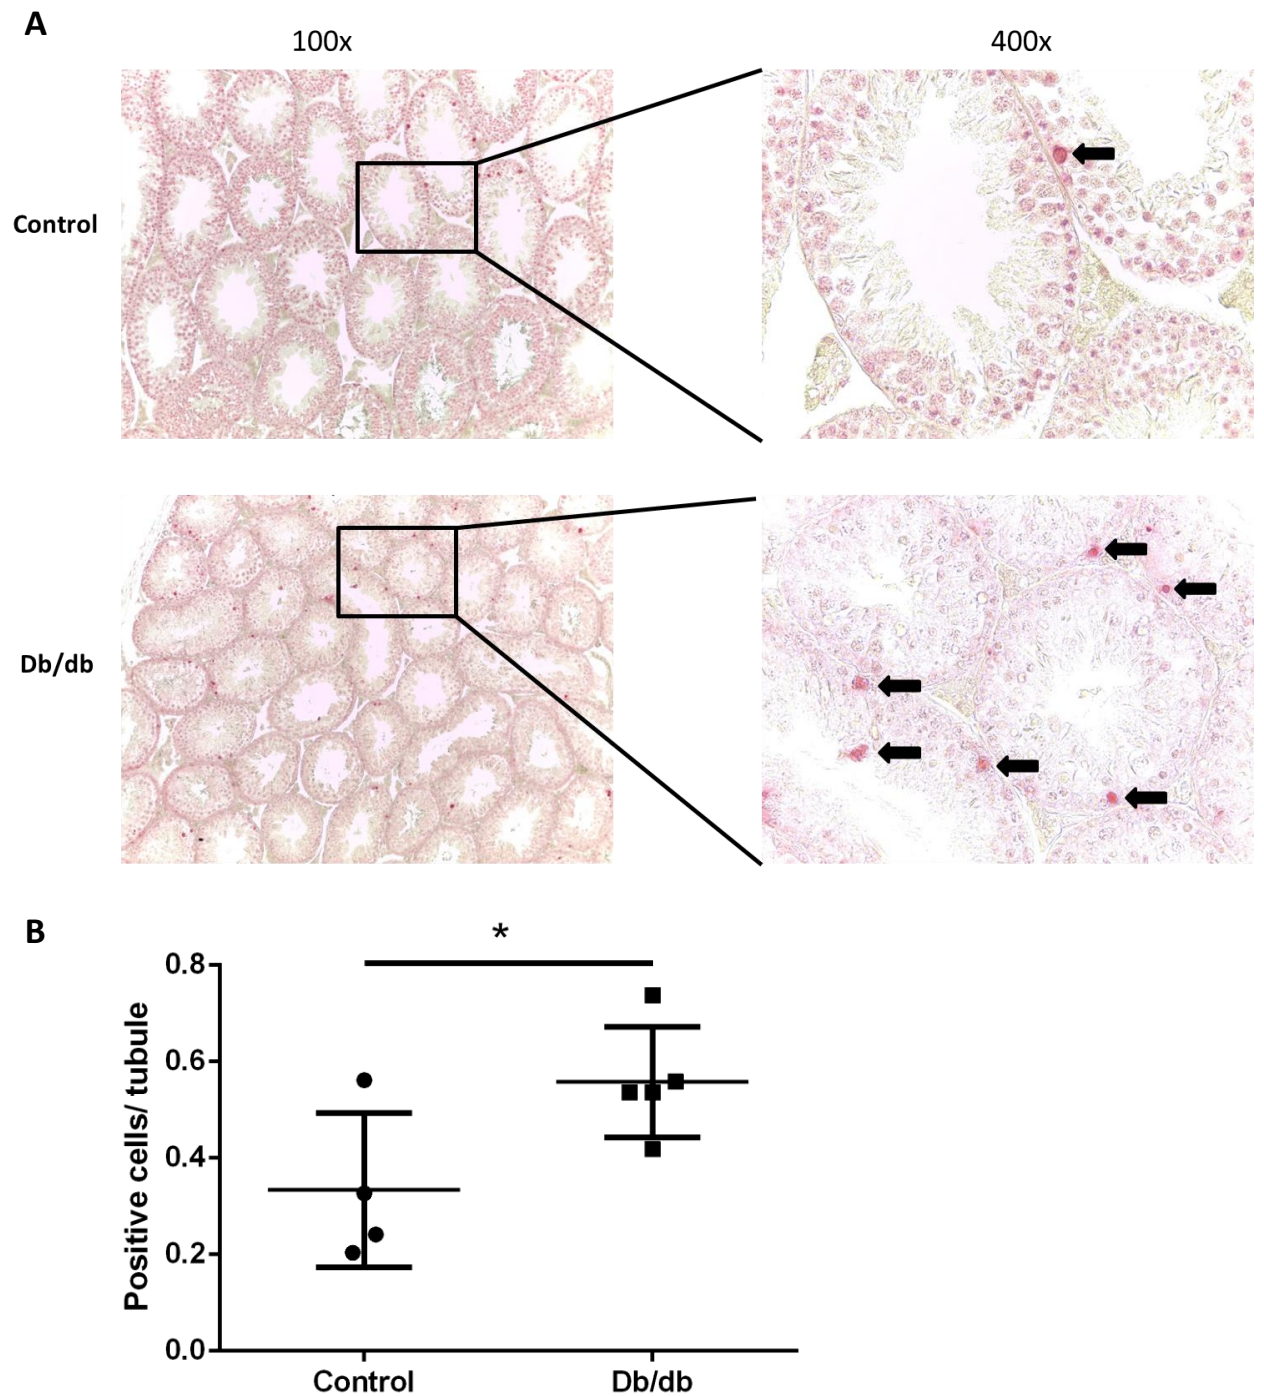 A
100x
400x
Control
Db/db
B
*
0.8
0.6
0.4
0.2
0.0
Positive cells/ tubule
Control
Db/db